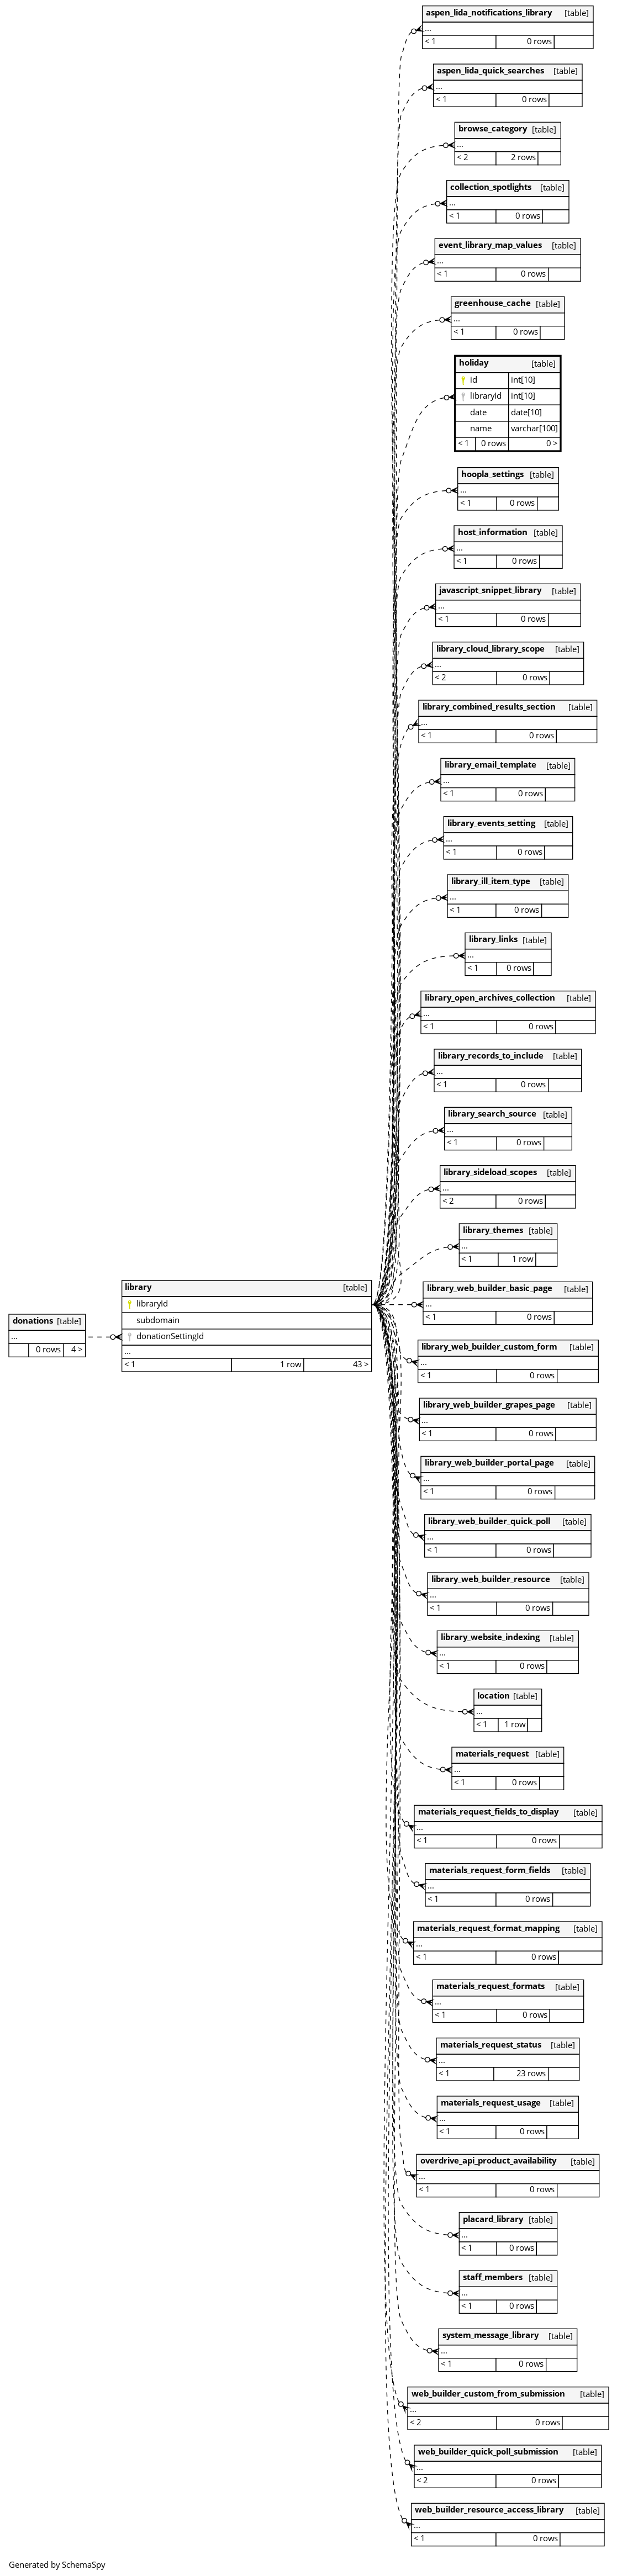 aspen_lida_notifications_library [table]
...
< 1 0 rows
aspen_lida_quick_searches [table]
...
< 1 0 rows
browse_category [table]
...
< 2 2 rows
collection_spotlights [table]
...
< 1 0 rows
event_library_map_values [table]
...
< 1 0 rows
greenhouse_cache [table]
...
< 1 0 rows
holiday [table]
id int[10]
libraryId int[10]
date date[10]
name varchar[100]
< 1 0 rows 0 >
hoopla_settings [table]
...
< 1 0 rows
host_information [table]
...
< 1 0 rows
javascript_snippet_library [table]
...
< 1 0 rows
library_cloud_library_scope [table]
...
< 2 0 rows
library_combined_results_section [table]
...
< 1 0 rows
library_email_template [table]
...
< 1 0 rows
library_events_setting [table]
...
< 1 0 rows
library_ill_item_type [table]
...
< 1 0 rows
library_links [table]
...
< 1 0 rows
library_open_archives_collection [table]
...
< 1 0 rows
library_records_to_include [table]
...
< 1 0 rows
library_search_source [table]
...
< 1 0 rows
library_sideload_scopes [table]
...
< 2 0 rows
library_themes [table]
...
< 1 1 row
donations [table]
...
0 rows 4 >
library [table]
libraryId
subdomain
donationSettingId
...
< 1 1 row 43 >
library_web_builder_basic_page [table]
...
< 1 0 rows
library_web_builder_custom_form [table]
...
< 1 0 rows
library_web_builder_grapes_page [table]
...
< 1 0 rows
library_web_builder_portal_page [table]
...
< 1 0 rows
library_web_builder_quick_poll [table]
...
< 1 0 rows
library_web_builder_resource [table]
...
< 1 0 rows
library_website_indexing [table]
...
< 1 0 rows
location [table]
...
< 1 1 row
materials_request [table]
...
< 1 0 rows
materials_request_fields_to_display [table]
...
< 1 0 rows
materials_request_form_fields [table]
...
< 1 0 rows
materials_request_format_mapping [table]
...
< 1 0 rows
materials_request_formats [table]
...
< 1 0 rows
materials_request_status [table]
...
< 1 23 rows
materials_request_usage [table]
...
< 1 0 rows
overdrive_api_product_availability [table]
...
< 1 0 rows
placard_library [table]
...
< 1 0 rows
staff_members [table]
...
< 1 0 rows
system_message_library [table]
...
< 1 0 rows
web_builder_custom_from_submission [table]
...
< 2 0 rows
web_builder_quick_poll_submission [table]
...
< 2 0 rows
web_builder_resource_access_library [table]
...
< 1 0 rows
Generated by SchemaSpy